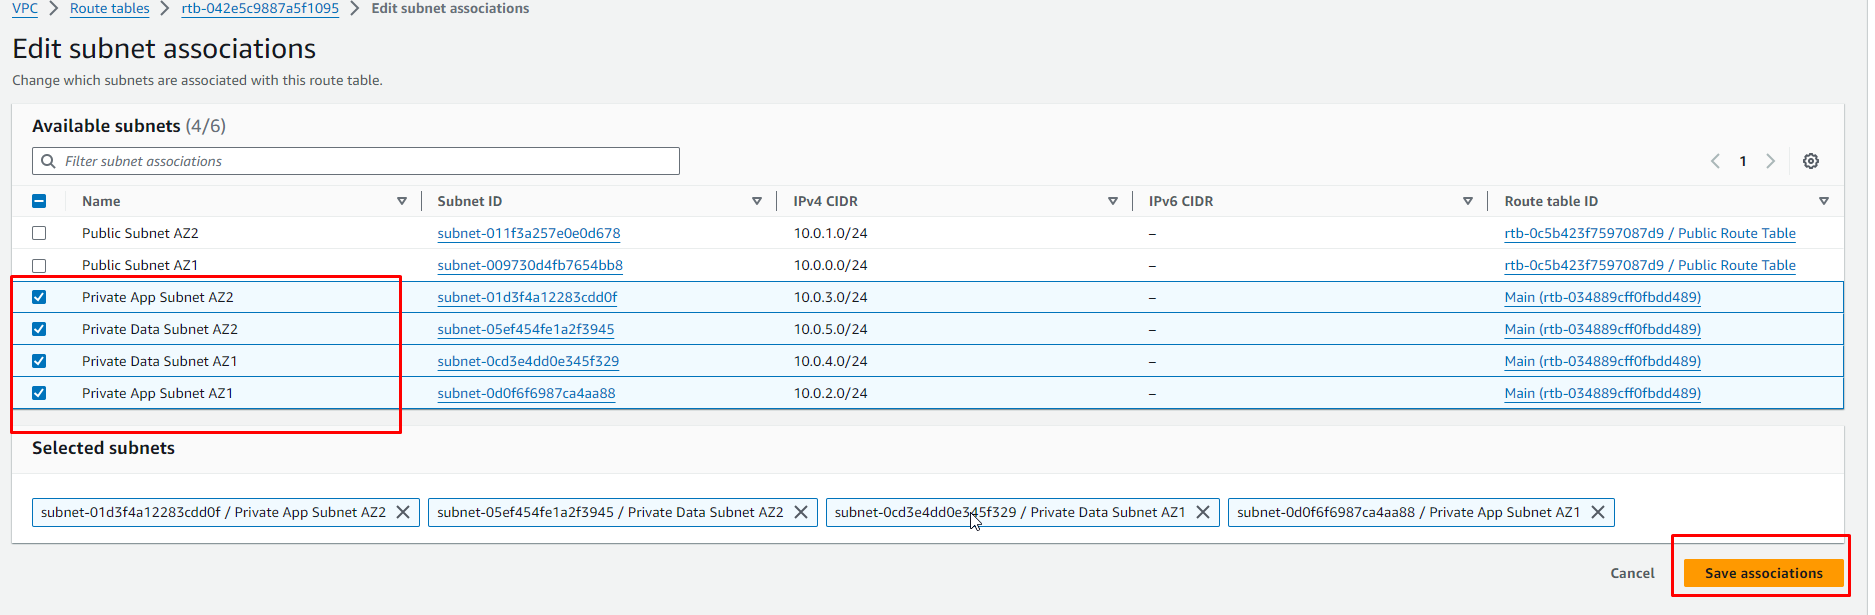 VPC > Route tables > rtb-042e5c9887a5f1095 > Edit subnet associations
Edit subnet associations
Change which subnets are associated with this route table.
Available subnets (4/6)
Filter subnet associations
1
Name Subnet ID IPv4 CIDR IPv6 CIDR Route table ID
Public Subnet AZ2 subnet-011f3a257e0e0d678 10.0.1.0/24 – rtb-0c5b423f7597087d9 / Public Route Table
Public Subnet AZ1 subnet-009730d4fb7654bb8 10.0.0.0/24 – rtb-0c5b423f7597087d9 / Public Route Table
Private App Subnet AZ2 subnet-01d3f4a12283cdd0f 10.0.3.0/24 – Main (rtb-034889cff0fbdd489)
Private Data Subnet AZ2 subnet-05ef454fe1a2f3945 10.0.5.0/24 – Main (rtb-034889cff0fbdd489)
Private Data Subnet AZ1 subnet-0cd3e4dd0e345f329 10.0.4.0/24 – Main (rtb-034889cff0fbdd489)
Private App Subnet AZ1 subnet-0d0f6f6987ca4aa88 10.0.2.0/24 – Main (rtb-034889cff0fbdd489)
Selected subnets
subnet-01d3f4a12283cdd0f / Private App Subnet AZ2 subnet-05ef454fe1a2f3945 / Private Data Subnet AZ2 subnet-0cd3e4dd0e345f329 / Private Data Subnet AZ1 subnet-0d0f6f6987ca4aa88 / Private App Subnet AZ1
Cancel Save associations